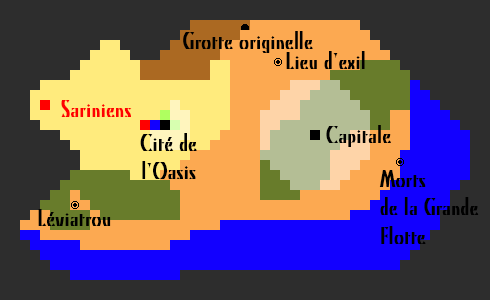 Grotte originelle
Lieu d'exil
Sariniens
Cité de
l'Oasis
Capitale
Morts
de la Grande
Flotte
Léviatrou